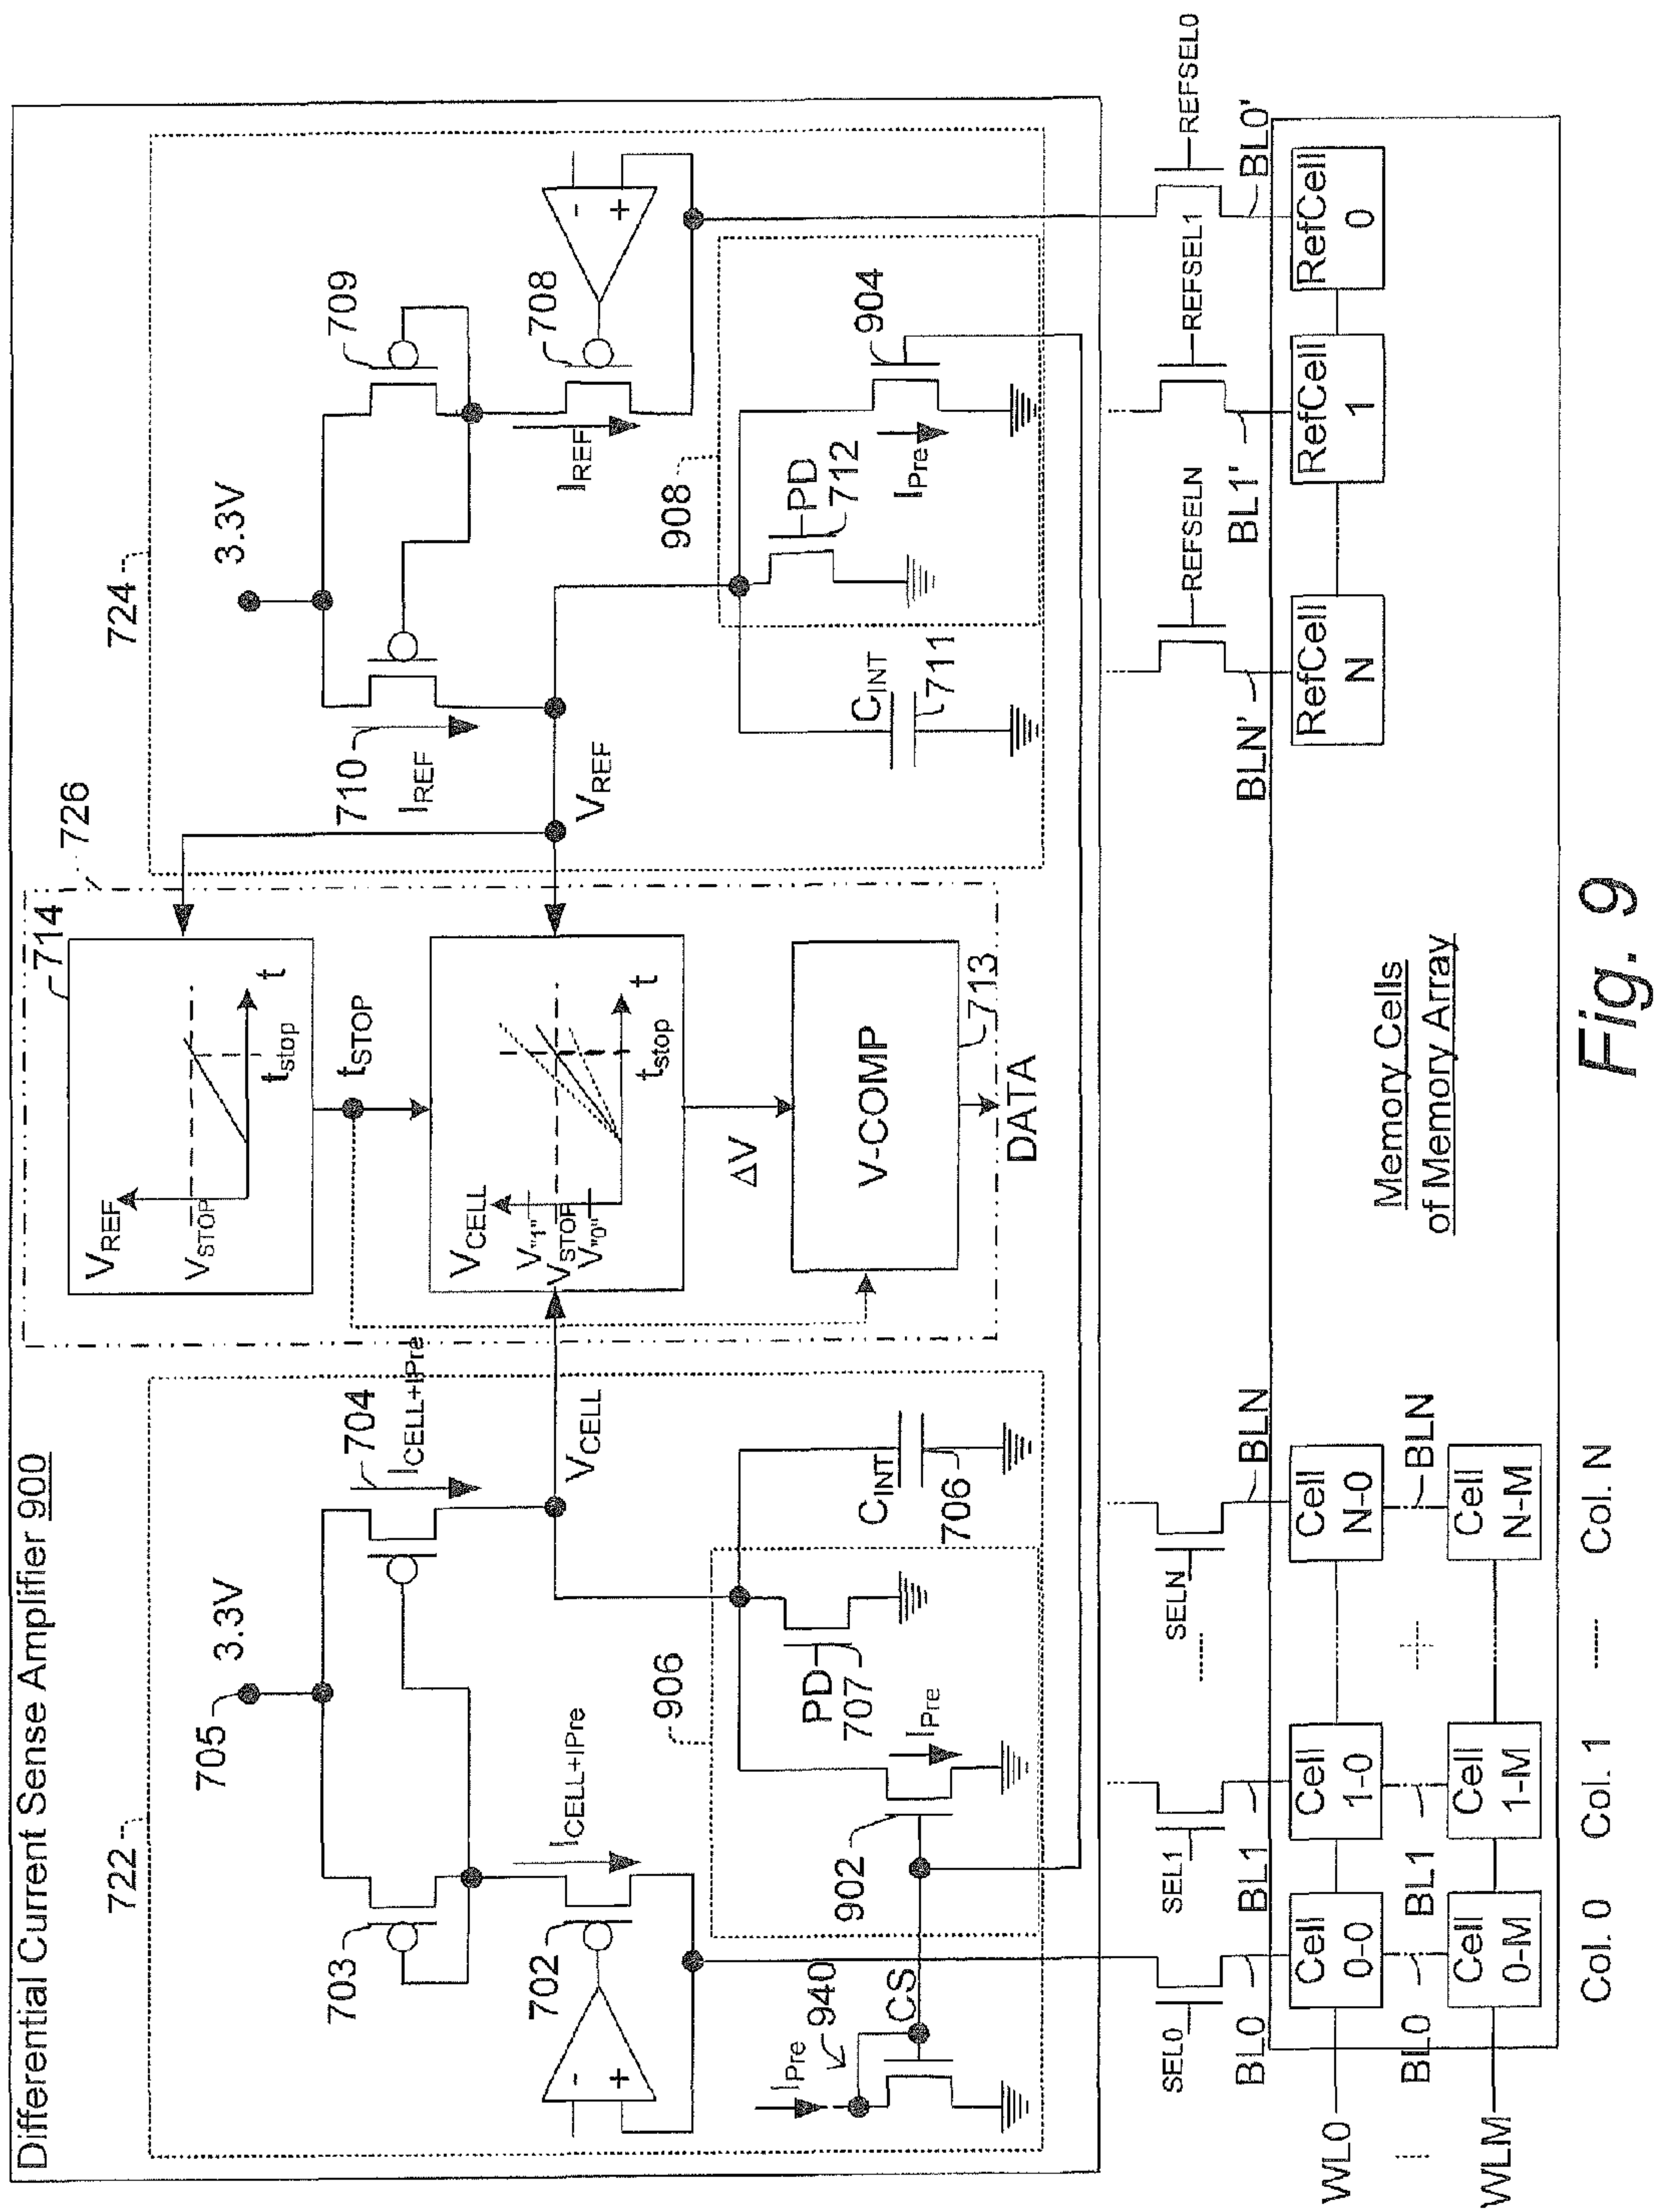 Differential Current Sense Amplifier 900
722
705
3.3V
703
704
I_CELL+IPre
702
-
+
I_CELL+IPre
V_CELL
906
PD
707
C_INT
706
902
I_Pre
I_Pre
940
CS
726
714
V_REF
V_STOP
t
t_stop
t_STOP
V_CELL
V"1"
V_STOP
V"0"
t
t_stop
ΔV
V-COMP
713
DATA
724
3.3V
709
710
I_REF
V_REF
I_REF
708
-
+
908
C_INT
711
PD
712
I_Pre
904
SEL0
BL0
SEL1
BL1
SELN
BLN
REFSELN
BLN'
REFSEL1
BL1'
REFSEL0
BL0'
WL0
Cell
0-0
Cell
1-0
Cell
N-0
RefCell
N
RefCell
1
RefCell
0
BL0
BL1
BLN
WLM
Cell
0-M
Cell
1-M
Cell
N-M
Memory Cells
of Memory Array
Col. 0
Col. 1
Col. N
Fig. 9